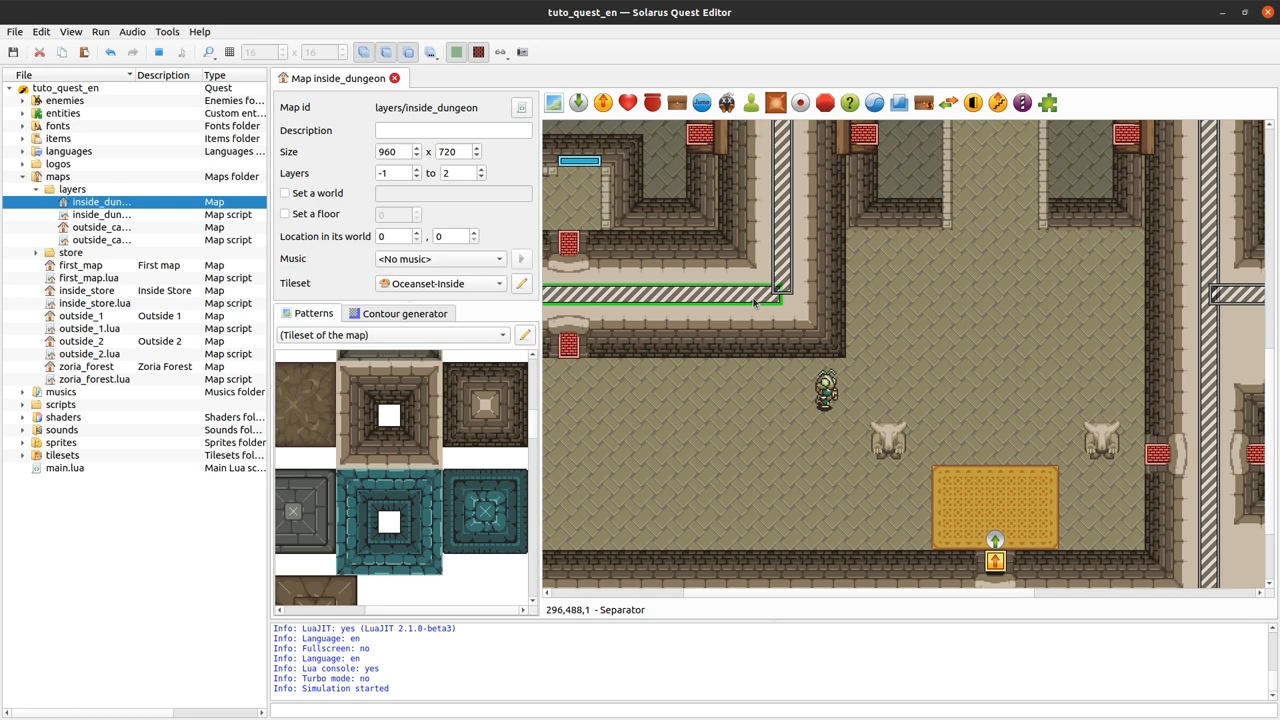 tuto_quest_en — Solarus Quest Editor
File Edit View Run Audio Tools Help
16 x 16
File Description Type
tuto_quest_en Quest
enemies Enemies fo...
entities Custom ent...
fonts Fonts folder
items Items folder
languages Languages ...
logos
maps Maps folder
layers
inside_dun... Map
inside_dun... Map script
outside_ca... Map
outside_ca... Map script
store
first_map First map Map
first_map.lua Map script
inside_store Inside Store Map
inside_store.lua Map script
outside_1 Outside 1 Map
outside_1.lua Map script
outside_2 Outside 2 Map
outside_2.lua Map script
zoria_forest Zoria Forest Map
zoria_forest.lua Map script
musics Musics folder
scripts
shaders Shaders fol...
sounds Sounds fold...
sprites Sprites folder
tilesets Tilesets fol...
main.lua Main Lua sc...
Map inside_dungeon
Map id layers/inside_dungeon
Description
Size 960 x 720
Layers -1 to 2
Set a world
Set a floor 0
Location in its world 0 , 0
Music <No music>
Tileset Oceanset-Inside
Patterns Contour generator
(Tileset of the map)
Jump
296,488,1 - Separator
Info: LuaJIT: yes (LuaJIT 2.1.0-beta3)
Info: Language: en
Info: Fullscreen: no
Info: Language: en
Info: Lua console: yes
Info: Turbo mode: no
Info: Simulation started